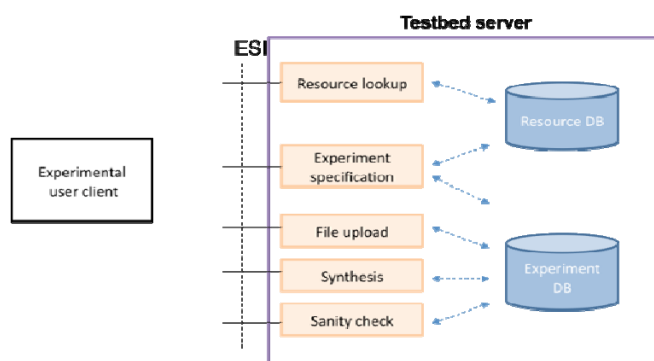 Testbed server
ESI
Resource lookup
Resource DB
Experimental
user client
Experiment
specification
File upload
Synthesis
Experiment
DB
Sanity check